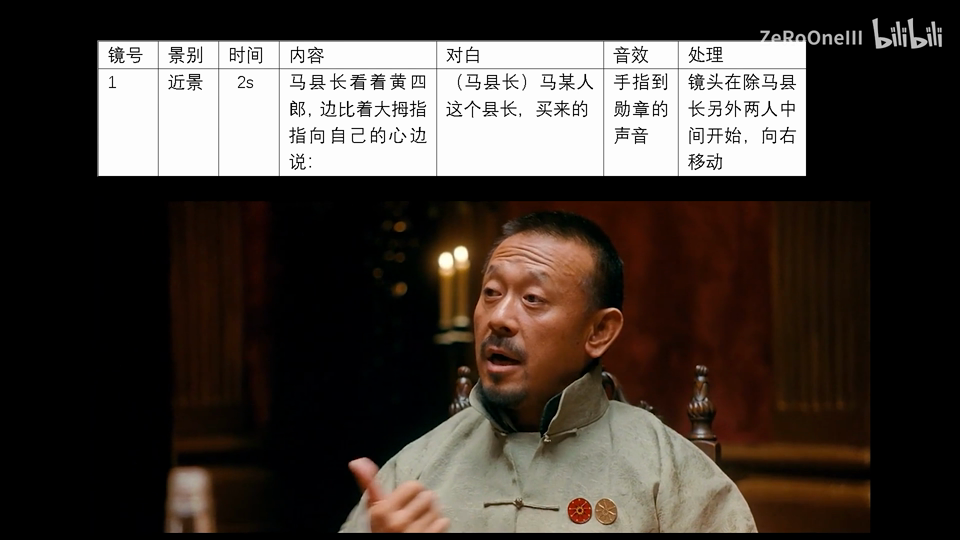 ZeRoOneIII bilibili
镜号 景别 时间 内容 对白 音效 处理
1 近景 2s 马县长看着黄四 （马县长）马某人 手指到 镜头在除马县
郎，边比着大拇指 这个县长，买来的 勋章的 长另外两人中
指向自己的心边 声音 间开始，向右
说： 移动